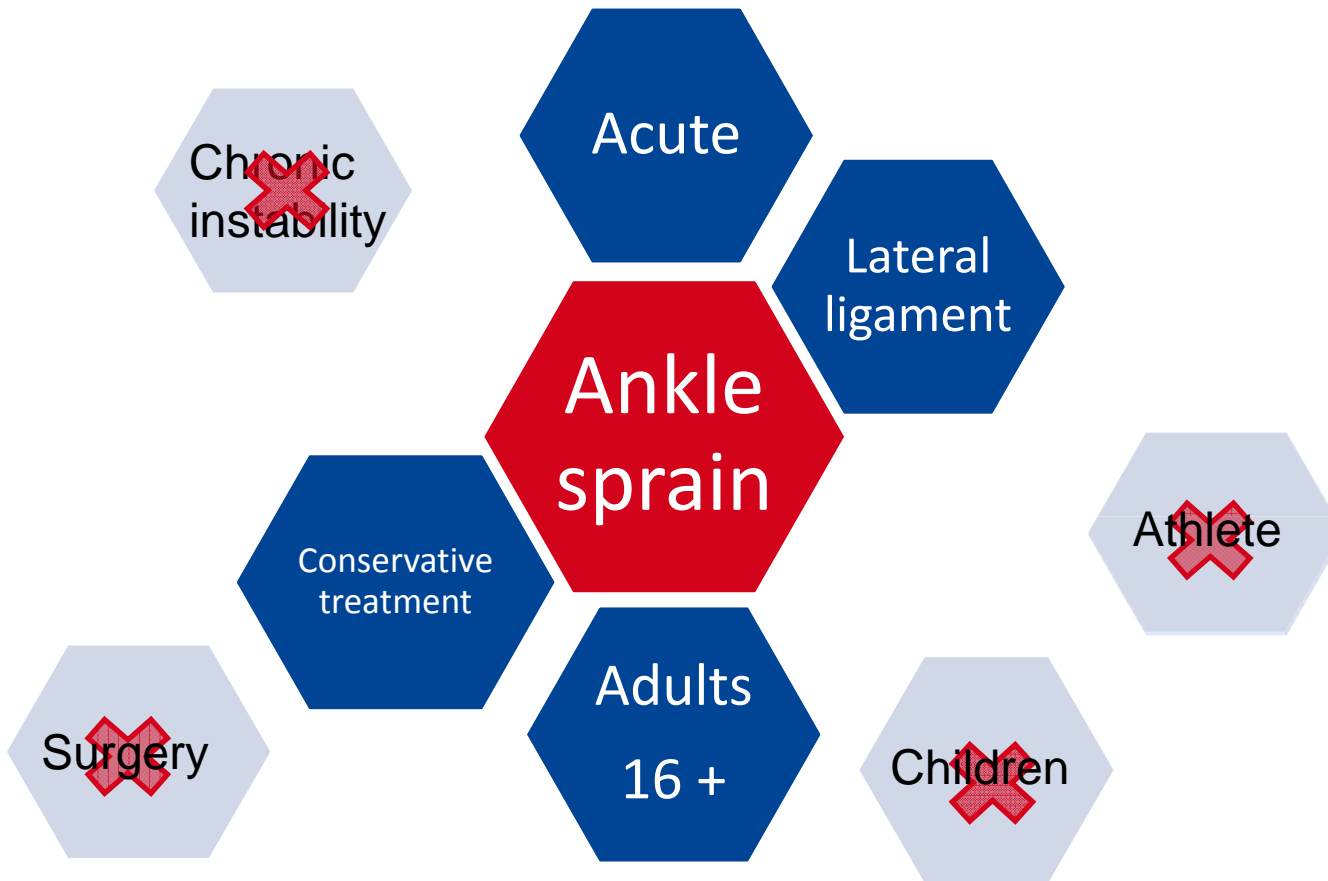 Acute
Chronic
instability
Lateral
ligament
Ankle
sprain
Athlete
Conservative
treatment
Adults
16 +
Surgery
Children